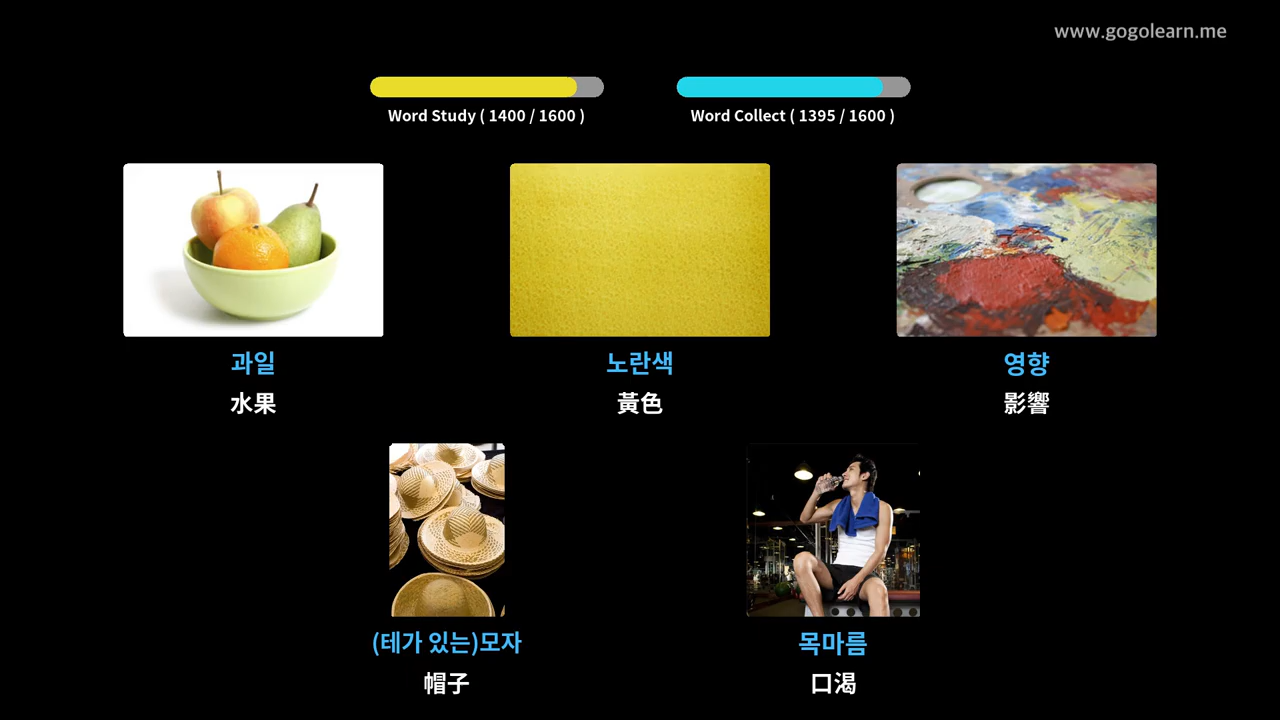 www.gogolearn.me
Word Study ( 1400 / 1600 )
Word Collect ( 1395 / 1600 )
과일
水果
노란색
黃色
영향
影響
(테가 있는)모자
帽子
목마름
口渴